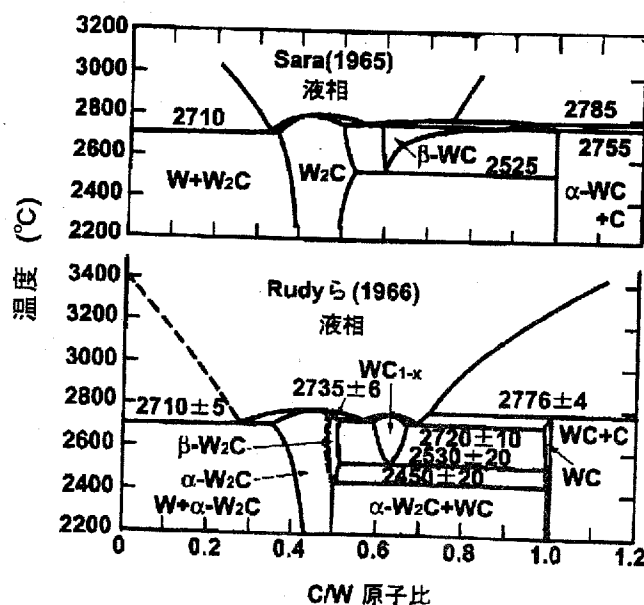 3200
3000
2800
2600
2400
2200
Sara(1965)
液相
2710
2785
2755
β-WC
2525
W+W₂C
W₂C
α-WC
+C
温度 (°C)
3400
3200
3000
2800
2600
2400
2200
Rudyら (1966)
液相
WC₁₋ₓ
2735±6
2710±5
2776±4
β-W₂C
2720±10
2530±20
2450±20
WC+C
WC
α-W₂C
W+α-W₂C
α-W₂C+WC
0 0.2 0.4 0.6 0.8 1.0 1.2
C/W 原子比